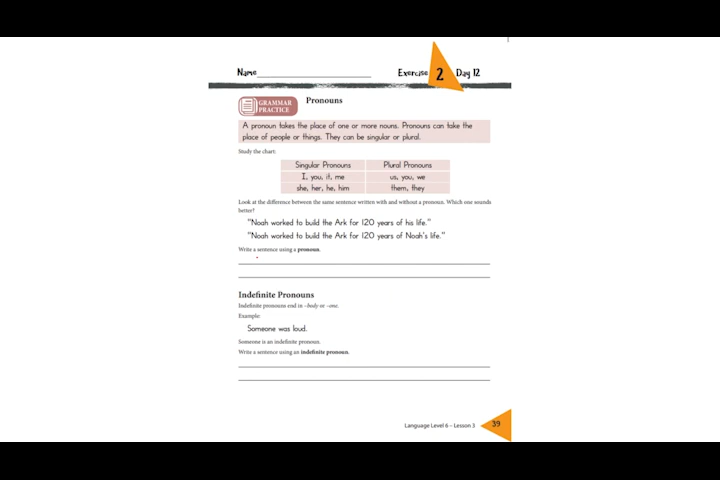 Name
Exercise 2 Day 12
GRAMMAR
PRACTICE
Pronouns
A pronoun takes the place of one or more nouns. Pronouns can take the
place of people or things. They can be singular or plural.
Study the chart:
Singular Pronouns Plural Pronouns
I, you, it, me us, you, we
she, her, he, him them, they
Look at the difference between the same sentence written with and without a pronoun. Which one sounds
better?
"Noah worked to build the Ark for 120 years of his life."
"Noah worked to build the Ark for 120 years of Noah's life."
Write a sentence using a pronoun.
Indefinite Pronouns
Indefinite pronouns end in –body or –one.
Example:
Someone was loud.
Someone is an indefinite pronoun.
Write a sentence using an indefinite pronoun.
Language Level 6 – Lesson 3 39